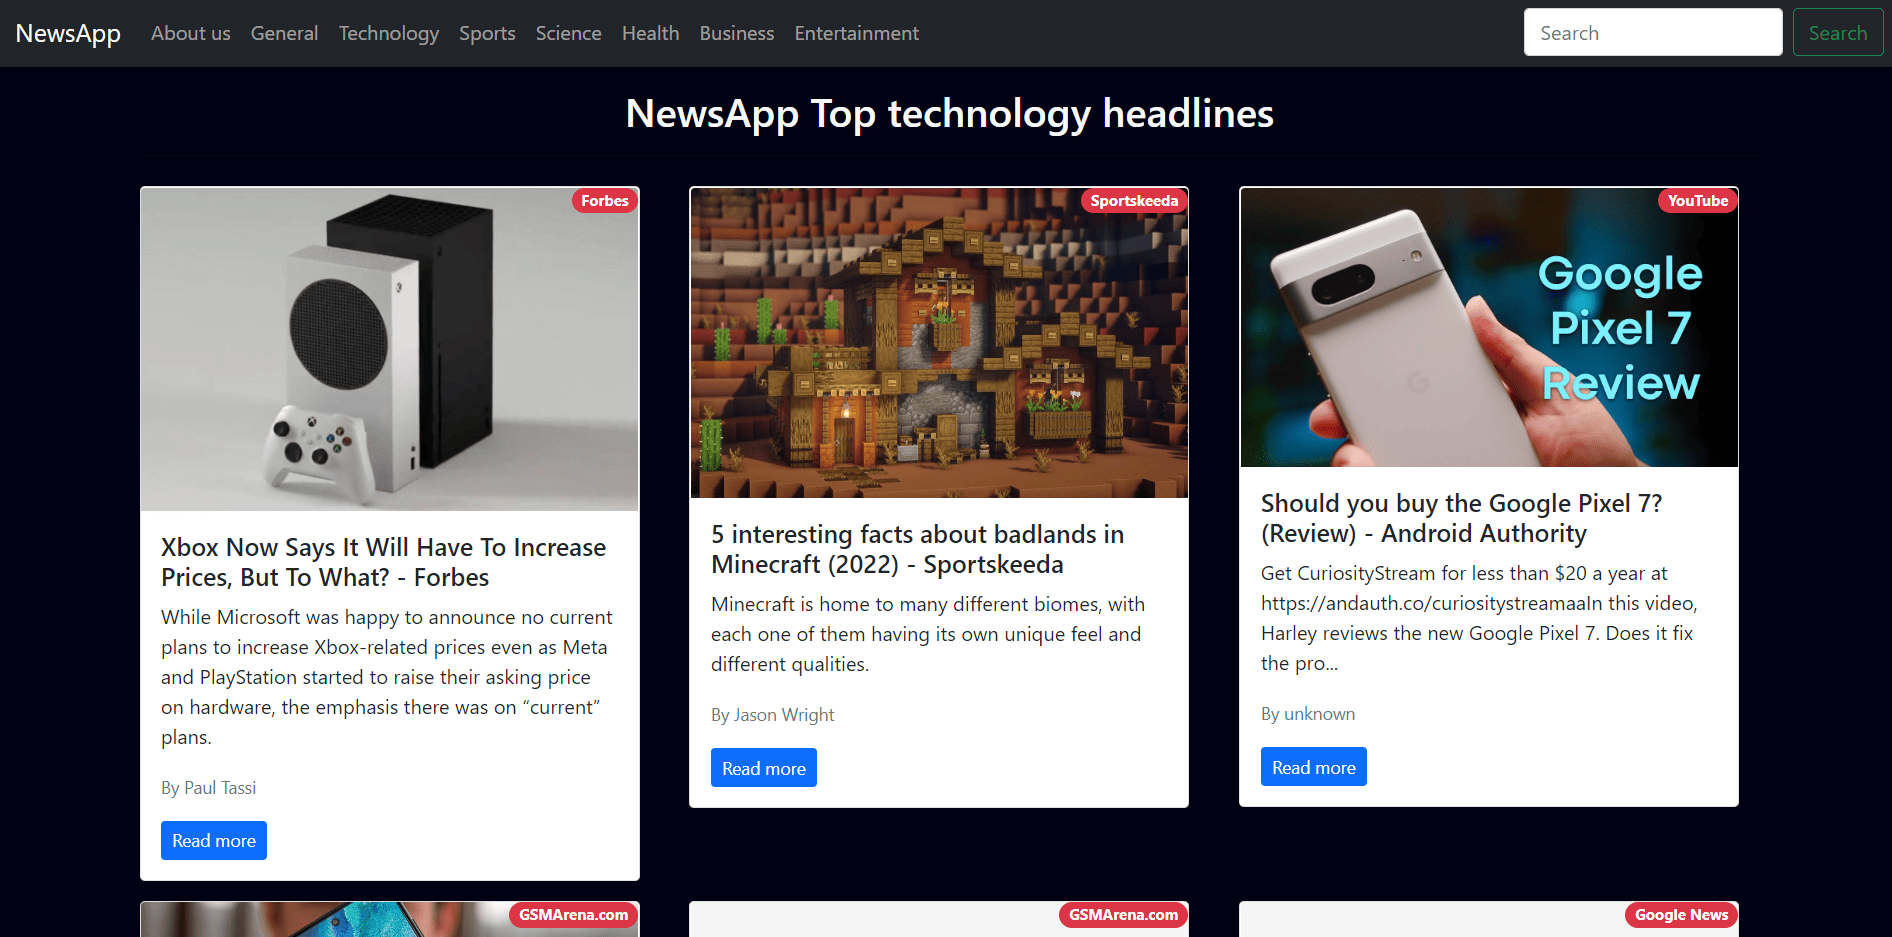 NewsApp About us General Technology Sports Science Health Business Entertainment Search Search
NewsApp Top technology headlines
Forbes
Xbox Now Says It Will Have To Increase
Prices, But To What? - Forbes
While Microsoft was happy to announce no current
plans to increase Xbox-related prices even as Meta
and PlayStation started to raise their asking price
on hardware, the emphasis there was on “current”
plans.
By Paul Tassi
Read more
Sportskeeda
5 interesting facts about badlands in
Minecraft (2022) - Sportskeeda
Minecraft is home to many different biomes, with
each one of them having its own unique feel and
different qualities.
By Jason Wright
Read more
YouTube
Google
Pixel 7
Review
Should you buy the Google Pixel 7?
(Review) - Android Authority
Get CuriosityStream for less than $20 a year at
https://andauth.co/curiositystreamaaIn this video,
Harley reviews the new Google Pixel 7. Does it fix
the pro...
By unknown
Read more
GSMArena.com
GSMArena.com
Google News